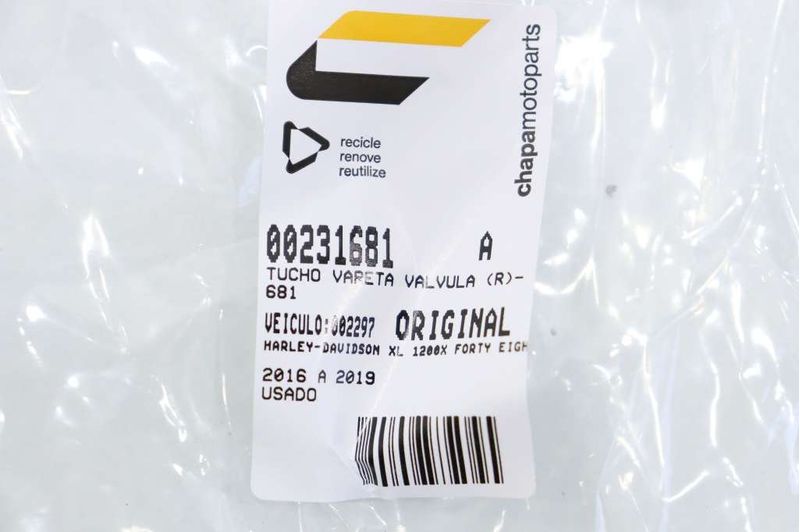 chapamotoparts
recicle
renove
reutilize
00231681 A
TUCHO VARETA VALVULA (R)-
681
VEICULO:002297 ORIGINAL
HARLEY-DAVIDSON XL 1200X FORTY EIGH
2016 A 2019
USADO